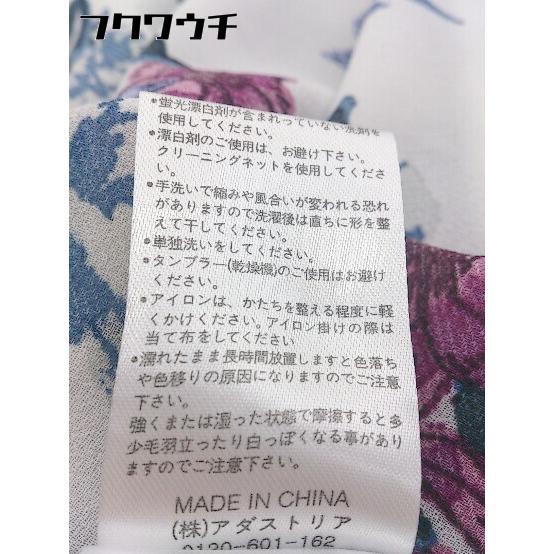 フクワウチ
•蛍光漂白剤が含まれっていない洗剤を
使用してください。
•漂白剤のご使用は、お避け下さい。
クリーニングネットを使用してくださ
い。
•手洗いで縮みや風合いが変われる恐れ
がありますので洗濯後は直ちに形を整
えて干してください。
•単独洗いをしてください。
•タンブラー(乾燥機)のご使用はお避け
ください。
•アイロンは、かたちを整える程度に軽
くかけください。アイロン掛けの際は
当て布をしてください
•濡れたまま長時間放置しますと色落ち
や色移りの原因になりますのでご注意
下さい。
強くまたは湿った状態で摩擦すると多
少毛羽立ったり白っぽくなる事があり
ますのでご注意下さい。
MADE IN CHINA
(株)アダストリア
0120-601-162